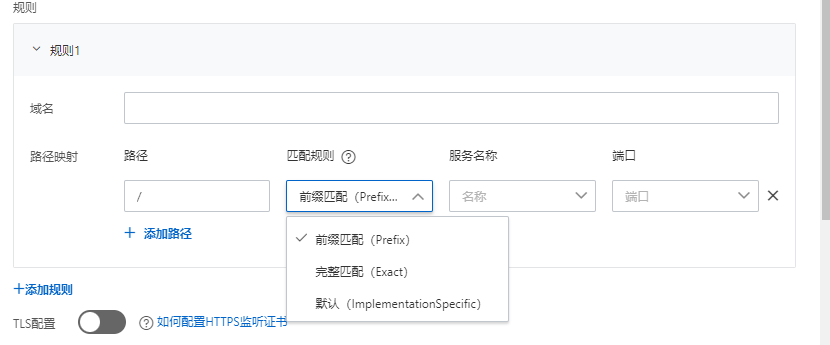 规则
规则1
域名
路径映射 路径 匹配规则 服务名称 端口
/ 前缀匹配（Prefix... 名称 端口
+ 添加路径
前缀匹配（Prefix）
完整匹配（Exact）
默认（ImplementationSpecific）
+添加规则
TLS配置 如何配置HTTPS监听证书